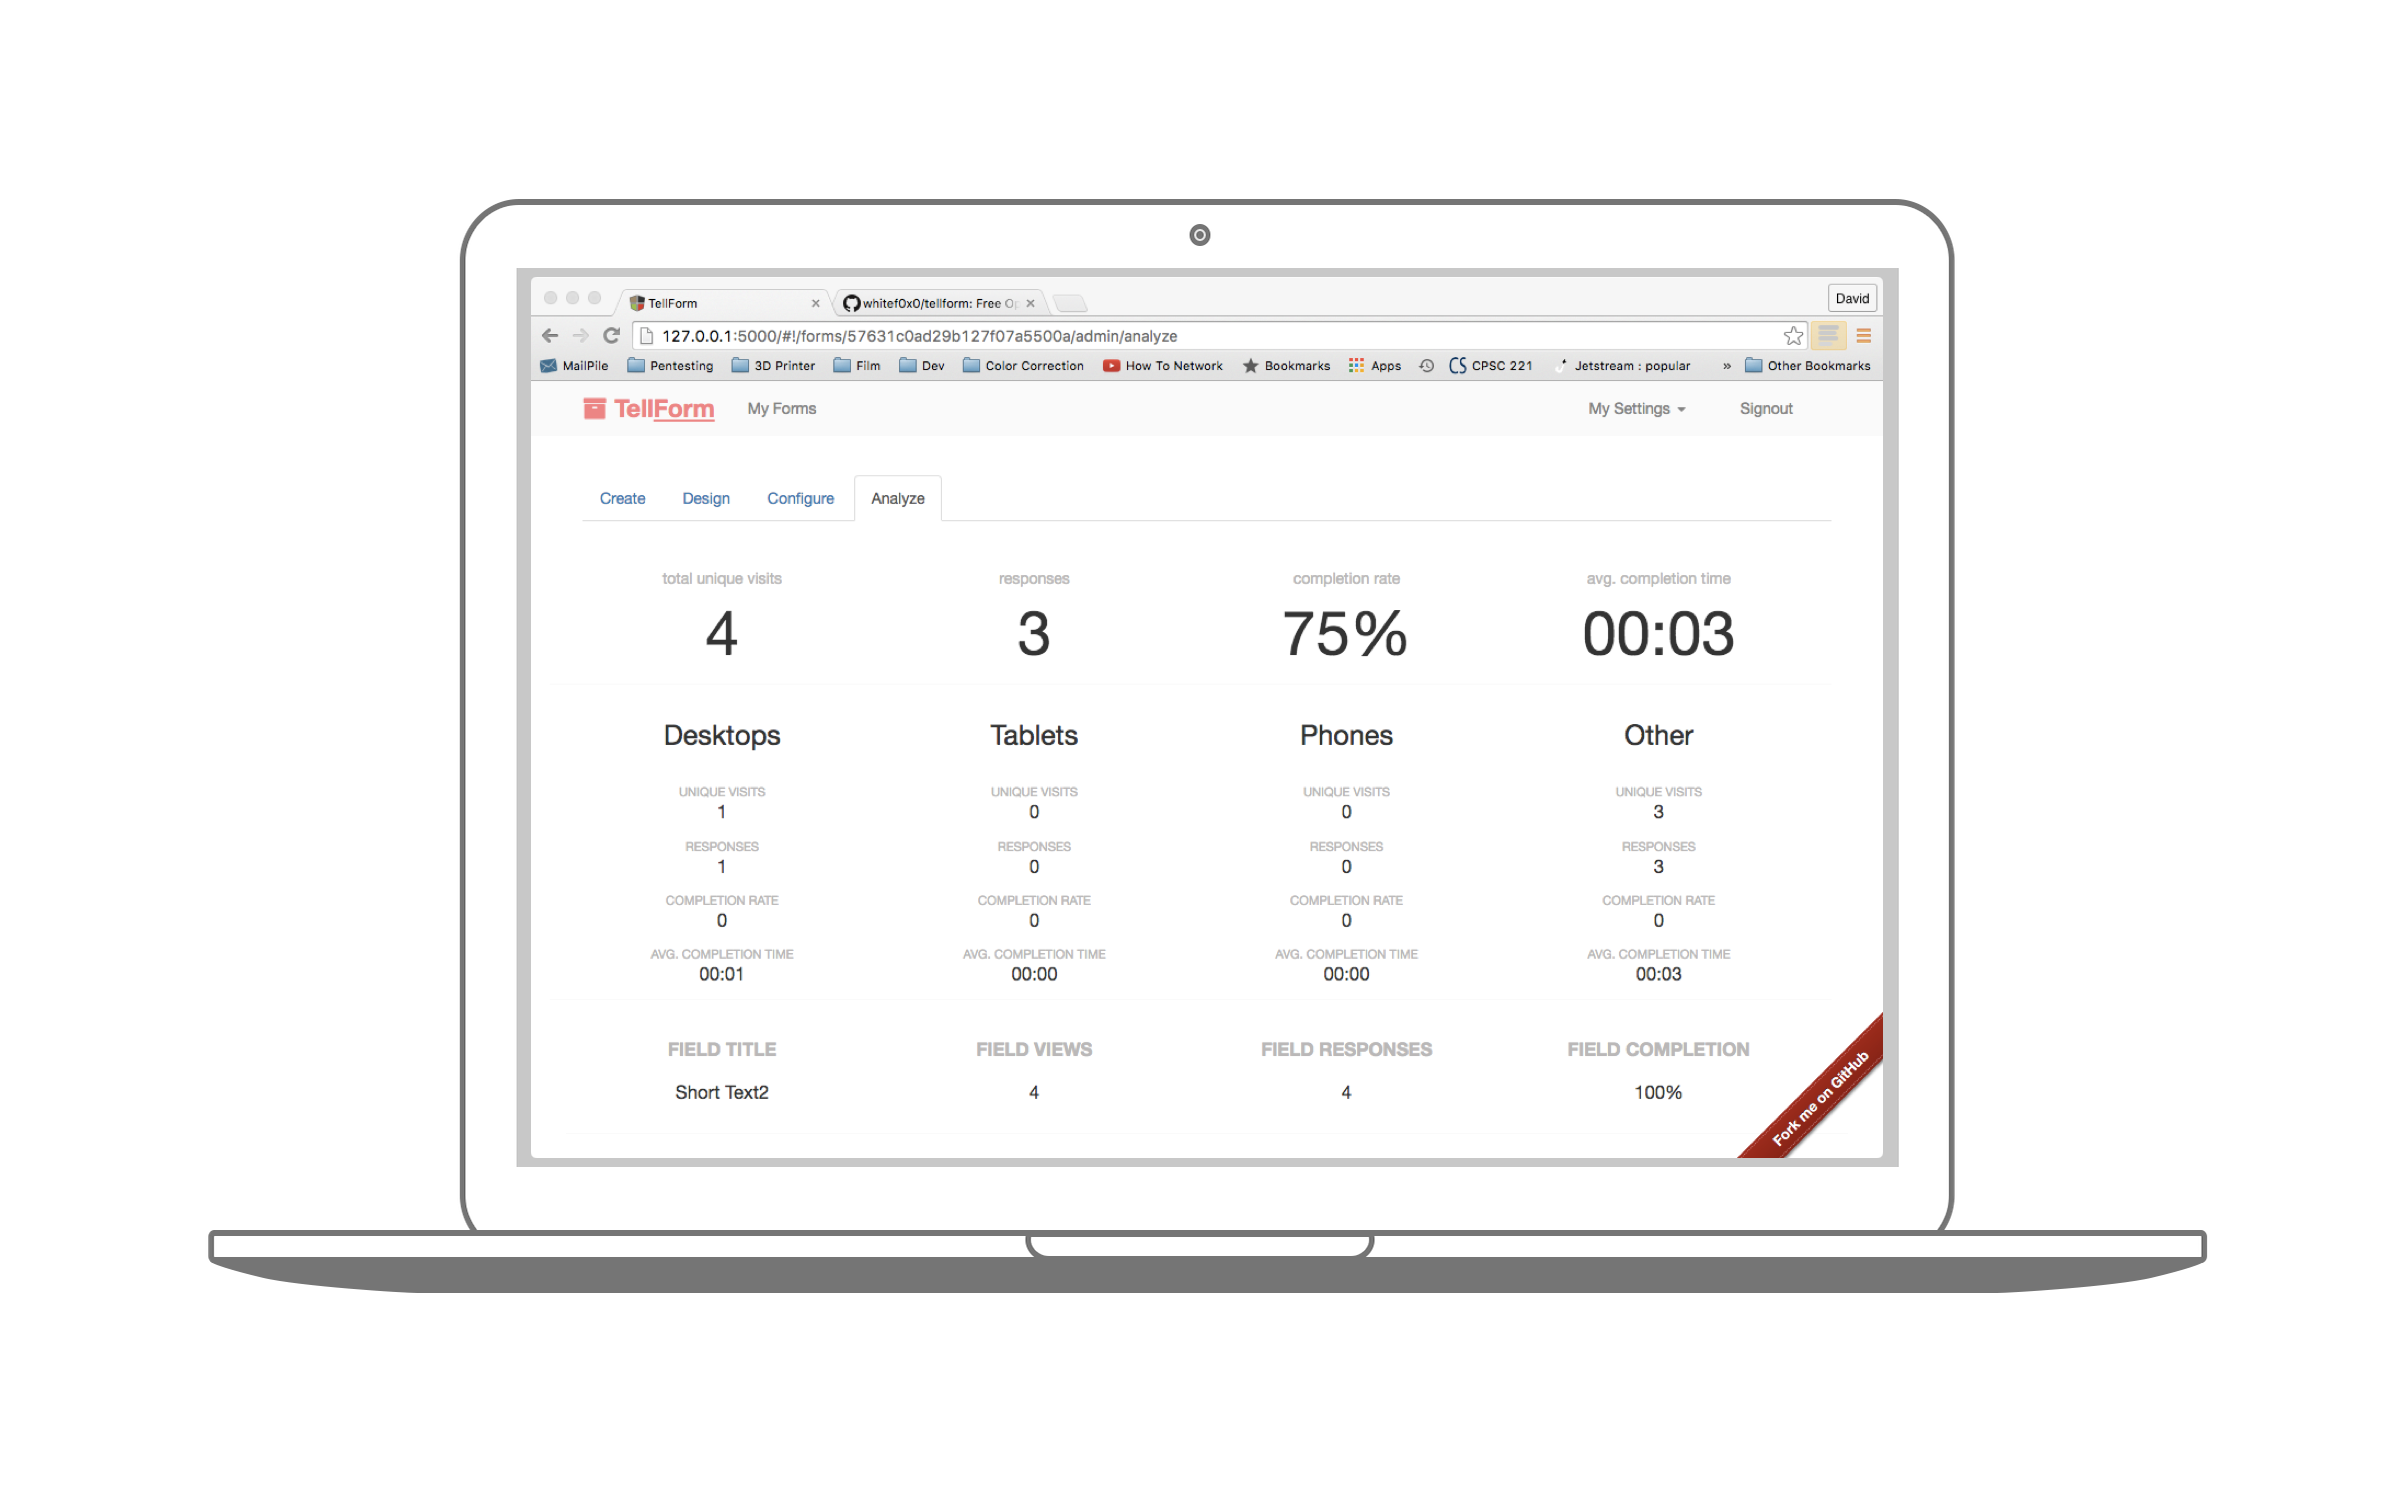 TellForm
whitef0x0/tellform: Free Op
David
127.0.0.1:5000/#!/forms/57631c0ad29b127f07a5500a/admin/analyze
MailPile Pentesting 3D Printer Film Dev Color Correction How To Network Bookmarks Apps CS CPSC 221 Jetstream : popular » Other Bookmarks
TellForm My Forms My Settings Signout
Create Design Configure Analyze
total unique visits responses completion rate avg. completion time
4 3 75% 00:03
Desktops Tablets Phones Other
UNIQUE VISITS UNIQUE VISITS UNIQUE VISITS UNIQUE VISITS
1 0 0 3
RESPONSES RESPONSES RESPONSES RESPONSES
1 0 0 3
COMPLETION RATE COMPLETION RATE COMPLETION RATE COMPLETION RATE
0 0 0 0
AVG. COMPLETION TIME AVG. COMPLETION TIME AVG. COMPLETION TIME AVG. COMPLETION TIME
00:01 00:00 00:00 00:03
FIELD TITLE FIELD VIEWS FIELD RESPONSES FIELD COMPLETION
Short Text2 4 4 100%
Fork me on GitHub